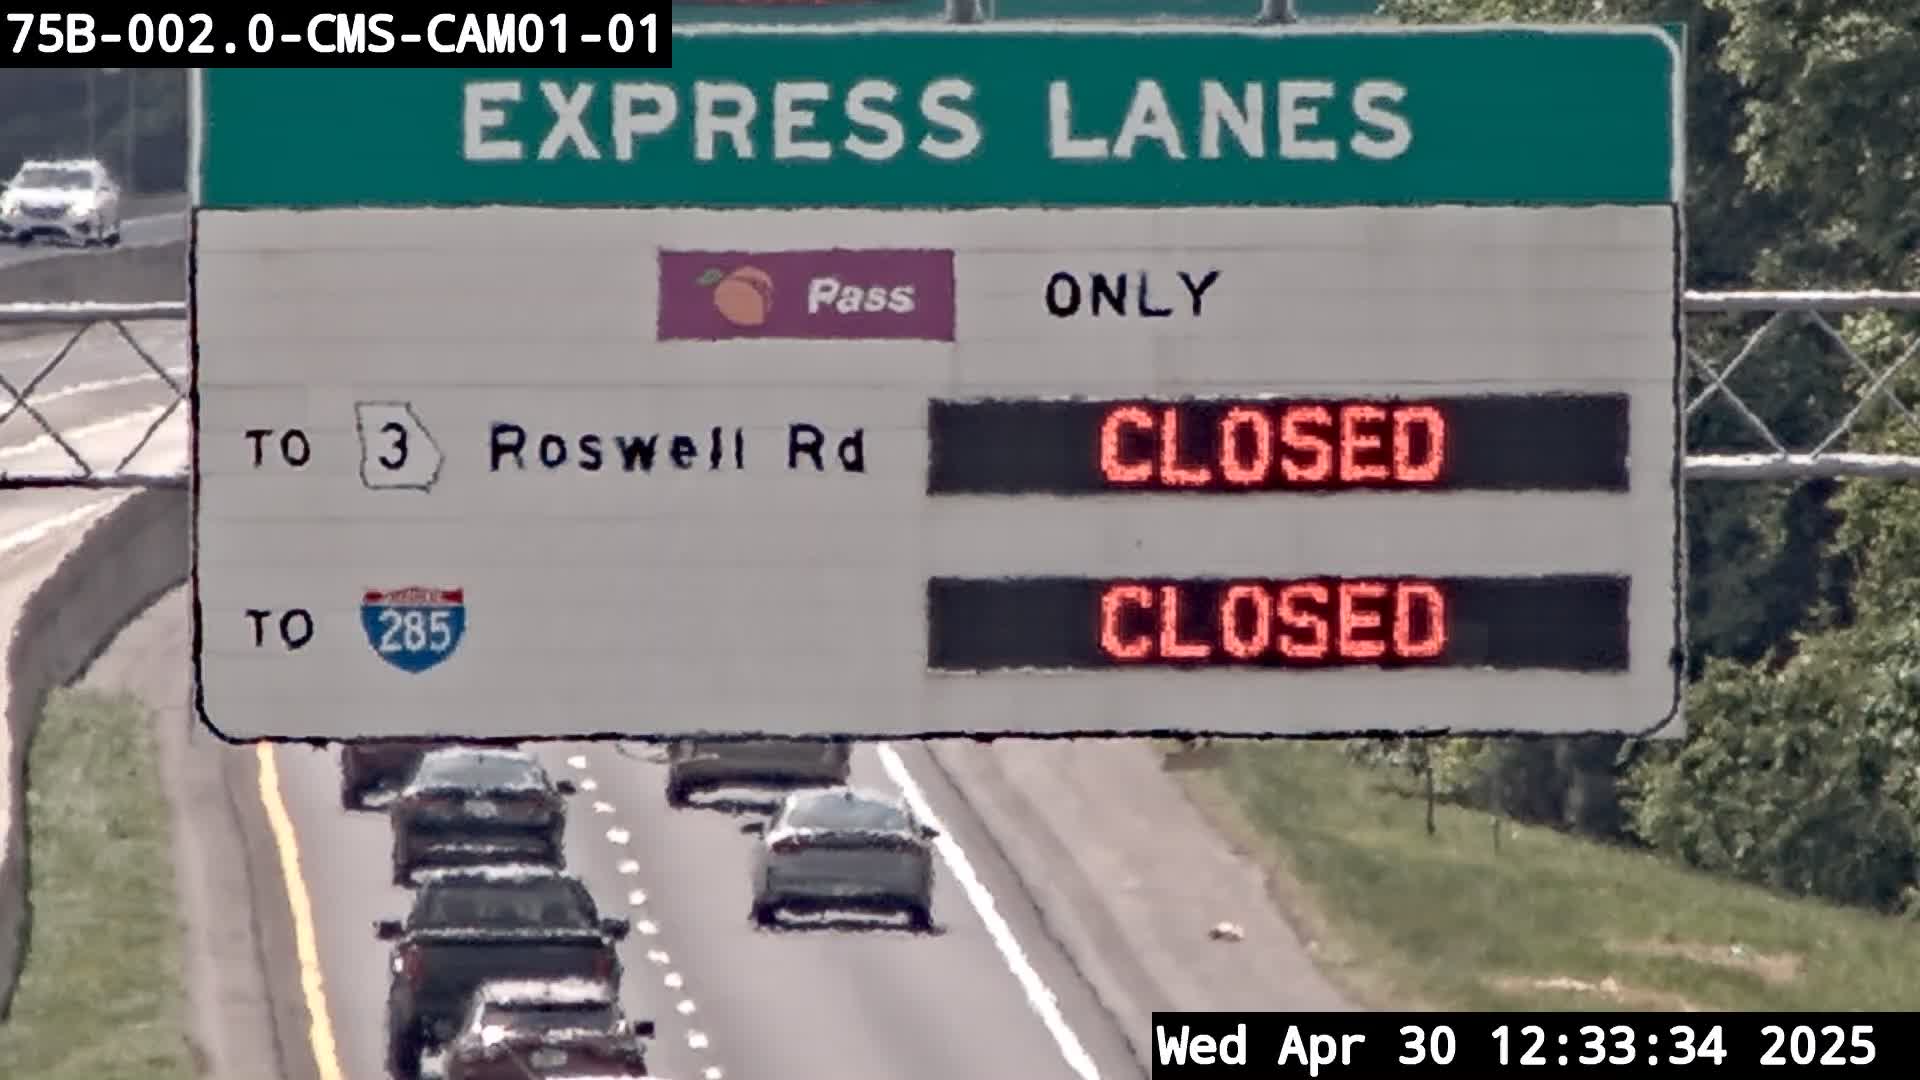 75B-002.0-CMS-CAM01-01
EXPRESS LANES
Pass ONLY
TO 3 Roswell Rd CLOSED
TO 285 CLOSED
Wed Apr 30 12:33:34 2025